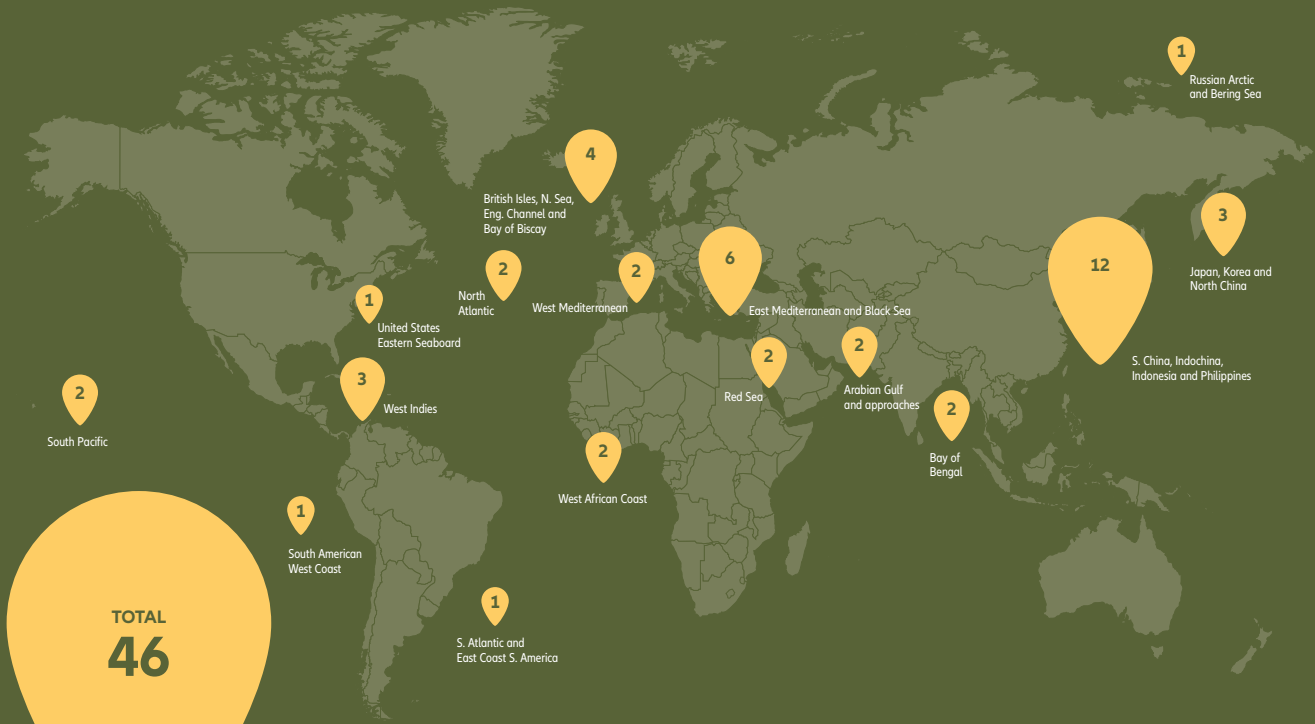 1
Russian Arctic
and Bering Sea
4
British Isles, N. Sea,
Eng. Channel and
Bay of Biscay
3
Japan, Korea and
North China
12
S. China, Indochina,
Indonesia and Philippines
6
East Mediterranean and Black Sea
2
North
Atlantic
2
West Mediterranean
1
United States
Eastern Seaboard
2
Red Sea
2
Arabian Gulf
and approaches
3
West Indies
2
South Pacific
2
Bay of
Bengal
2
West African Coast
1
South American
West Coast
1
S. Atlantic and
East Coast S. America
TOTAL
46